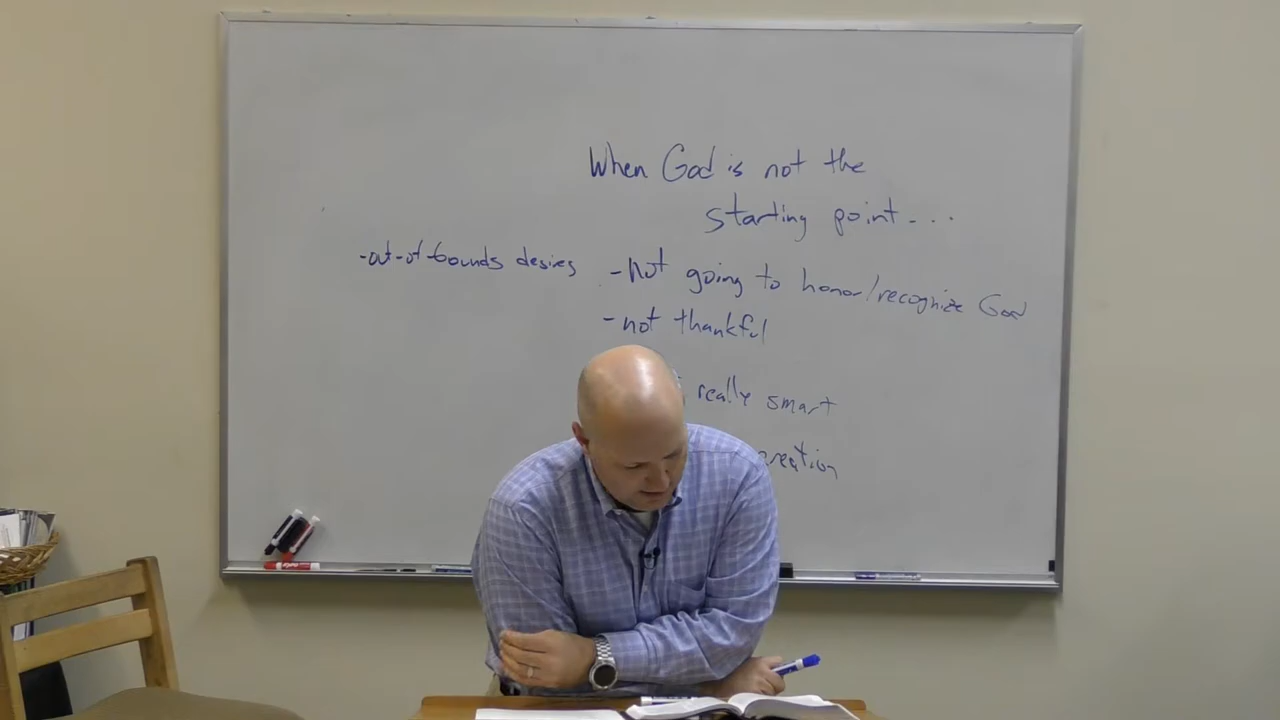 When God is not the
starting point...
-out-of-bounds desires
-not going to honor/recognize God
-not thankful
really smart
creation